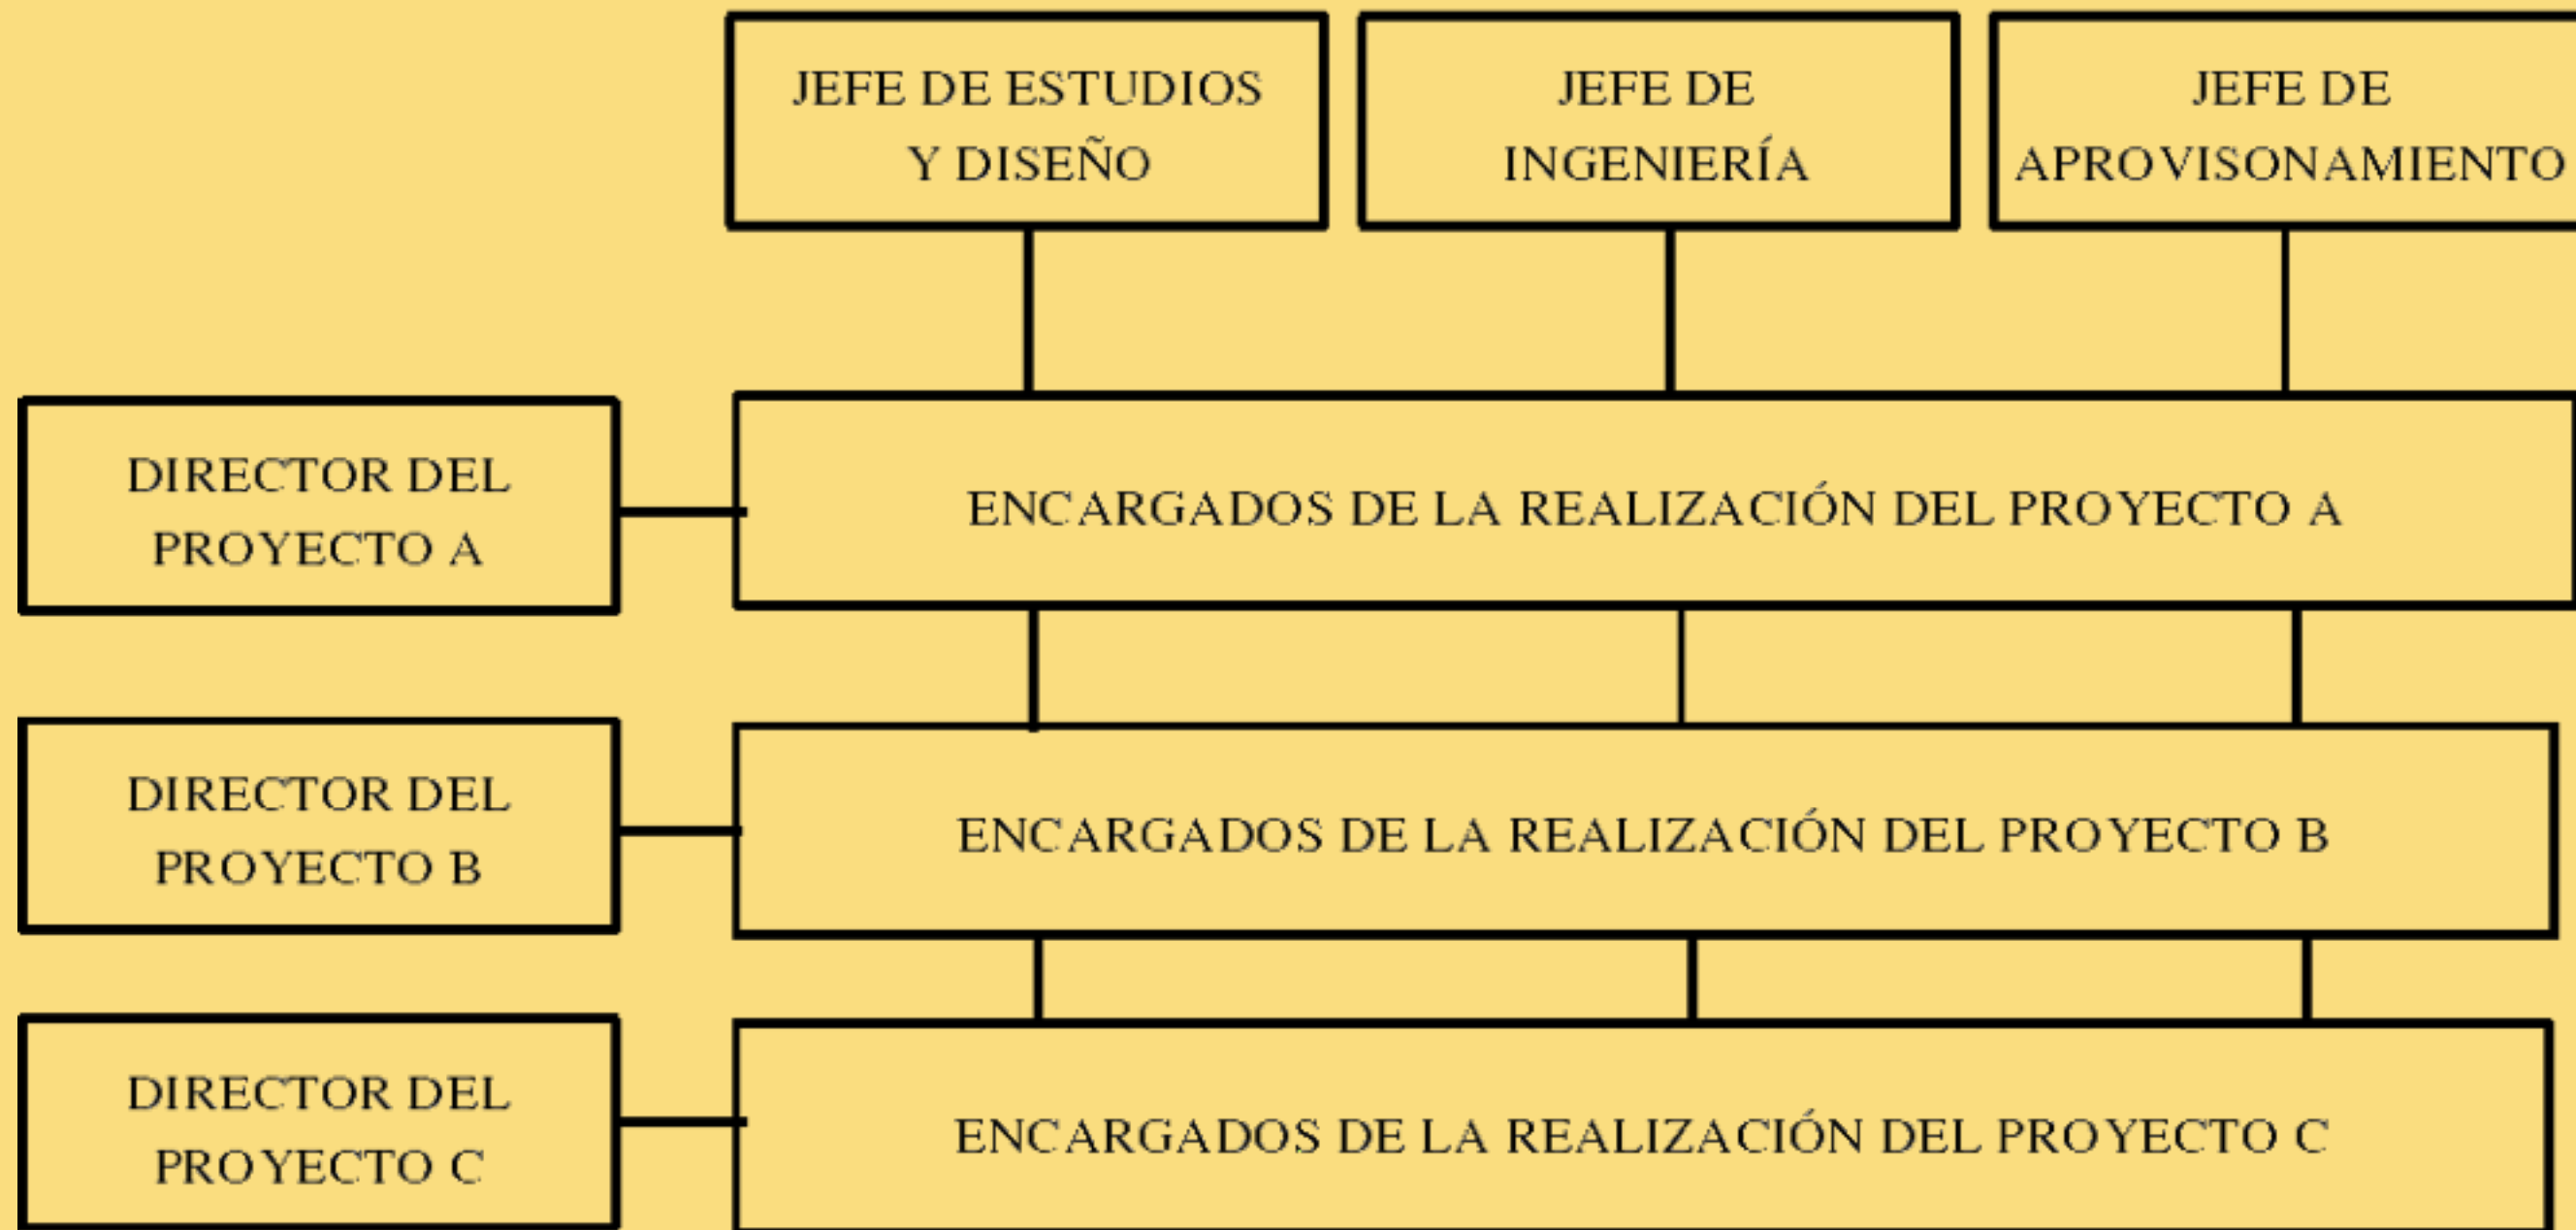 JEFE DE ESTUDIOS
Y DISEÑO
JEFE DE
INGENIERÍA
JEFE DE
APROVISONAMIENTO
DIRECTOR DEL
PROYECTO A
ENCARGADOS DE LA REALIZACIÓN DEL PROYECTO A
DIRECTOR DEL
PROYECTO B
ENCARGADOS DE LA REALIZACIÓN DEL PROYECTO B
DIRECTOR DEL
PROYECTO C
ENCARGADOS DE LA REALIZACIÓN DEL PROYECTO C